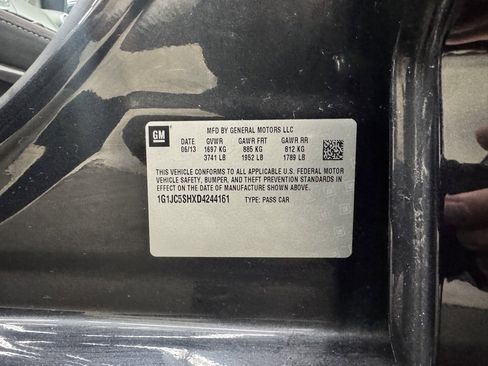 GM
MFD BY GENERAL MOTORS LLC
DATE GVWR GAWR FRT GAWR RR
06/13 1697 KG 885 KG 812 KG
3741 LB 1952 LB 1789 LB
THIS VEHICLE CONFORMS TO ALL APPLICABLE U.S. FEDERAL MOTOR
VEHICLE SAFETY, BUMPER, AND THEFT PREVENTION STANDARDS IN
EFFECT ON THE DATE OF MANUFACTURE SHOWN ABOVE.
1G1JC5SHXD4244161
TYPE: PASS CAR